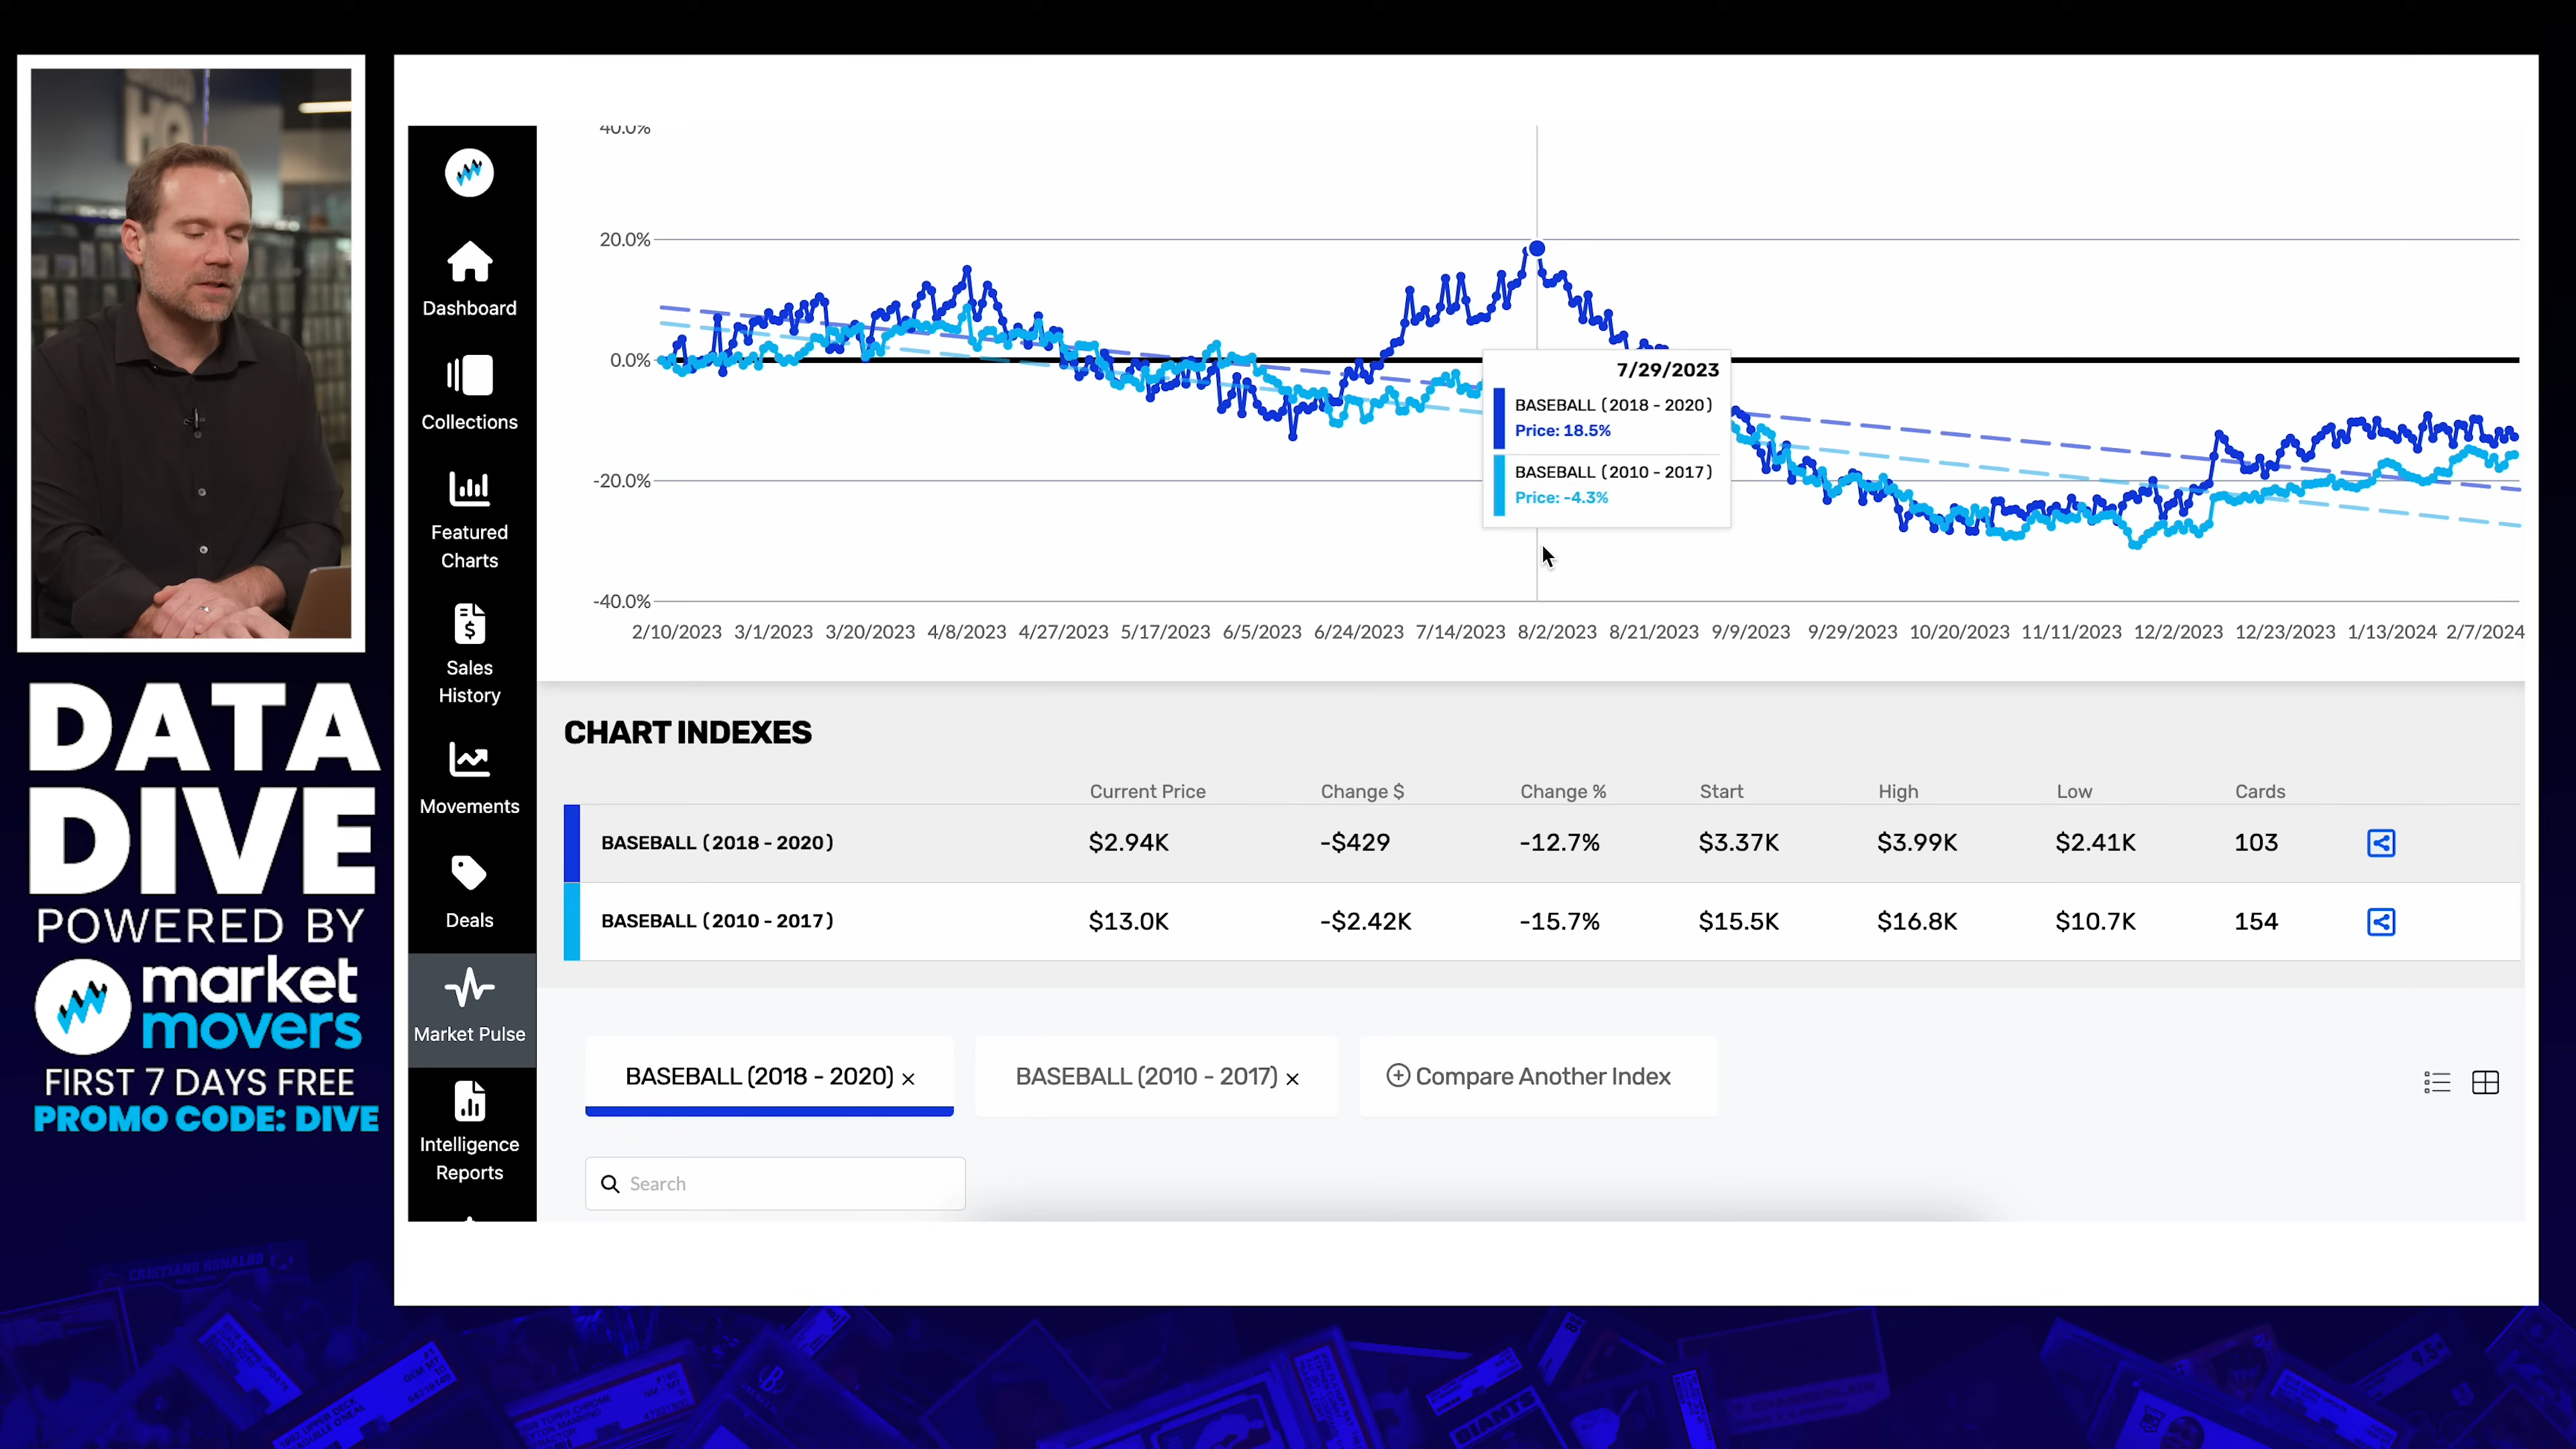 HQ
DATA
DIVE
POWERED BY
market
movers
FIRST 7 DAYS FREE
PROMO CODE: DIVE
Dashboard
Collections
Featured
Charts
Sales
History
Movements
Deals
Market Pulse
Intelligence
Reports
40.0%
20.0%
0.0%
-20.0%
-40.0%
7/29/2023
BASEBALL (2018 - 2020)
Price: 18.5%
BASEBALL (2010 - 2017)
Price: -4.3%
2/10/2023 3/1/2023 3/20/2023 4/8/2023 4/27/2023 5/17/2023 6/5/2023 6/24/2023 7/14/2023 8/2/2023 8/21/2023 9/9/2023 9/29/2023 10/20/2023 11/11/2023 12/2/2023 12/23/2023 1/13/2024 2/7/2024
CHART INDEXES
Current Price Change $ Change % Start High Low Cards
BASEBALL (2018 - 2020) $2.94K -$429 -12.7% $3.37K $3.99K $2.41K 103
BASEBALL (2010 - 2017) $13.0K -$2.42K -15.7% $15.5K $16.8K $10.7K 154
BASEBALL (2018 - 2020) × BASEBALL (2010 - 2017) × Compare Another Index
Search
CRISTIANO RONALDO
GIANTS
9.5